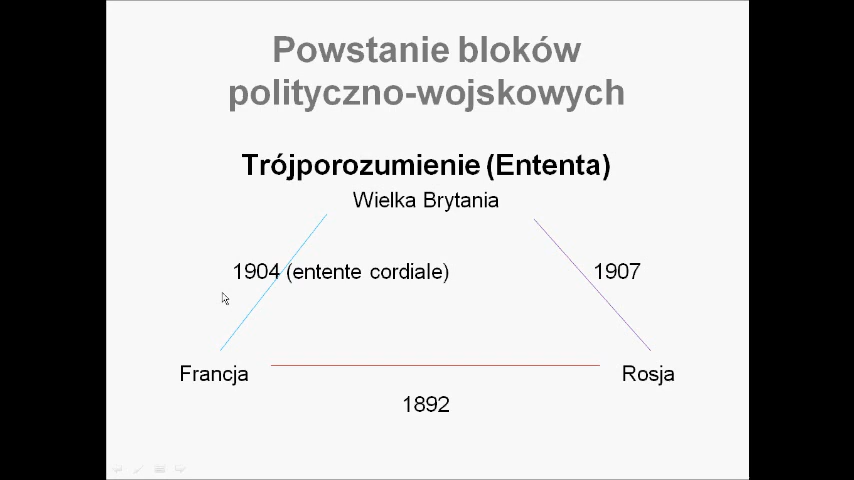 Powstanie bloków
polityczno-wojskowych
Trójporozumienie (Ententa)
Wielka Brytania
1904 (entente cordiale)
1907
Francja
Rosja
1892